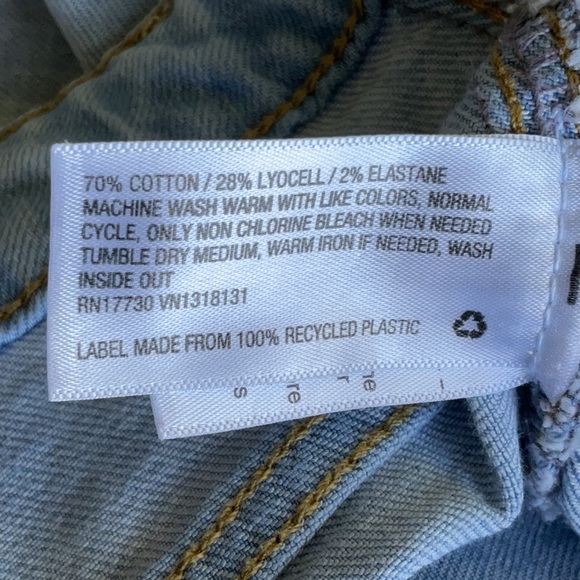 70% COTTON / 28% LYOCELL / 2% ELASTANE
MACHINE WASH WARM WITH LIKE COLORS, NORMAL
CYCLE, ONLY NON CHLORINE BLEACH WHEN NEEDED
TUMBLE DRY MEDIUM, WARM IRON IF NEEDED, WASH
INSIDE OUT
RN17730 VN1318131
LABEL MADE FROM 100% RECYCLED PLASTIC